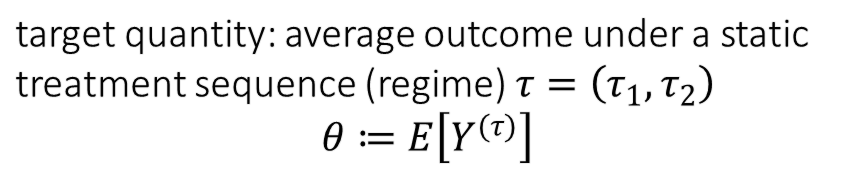 target quantity: average outcome under a static
treatment sequence (regime) τ = (τ₁, τ₂)
θ ≔ E[Y⁽𝜏⁾]